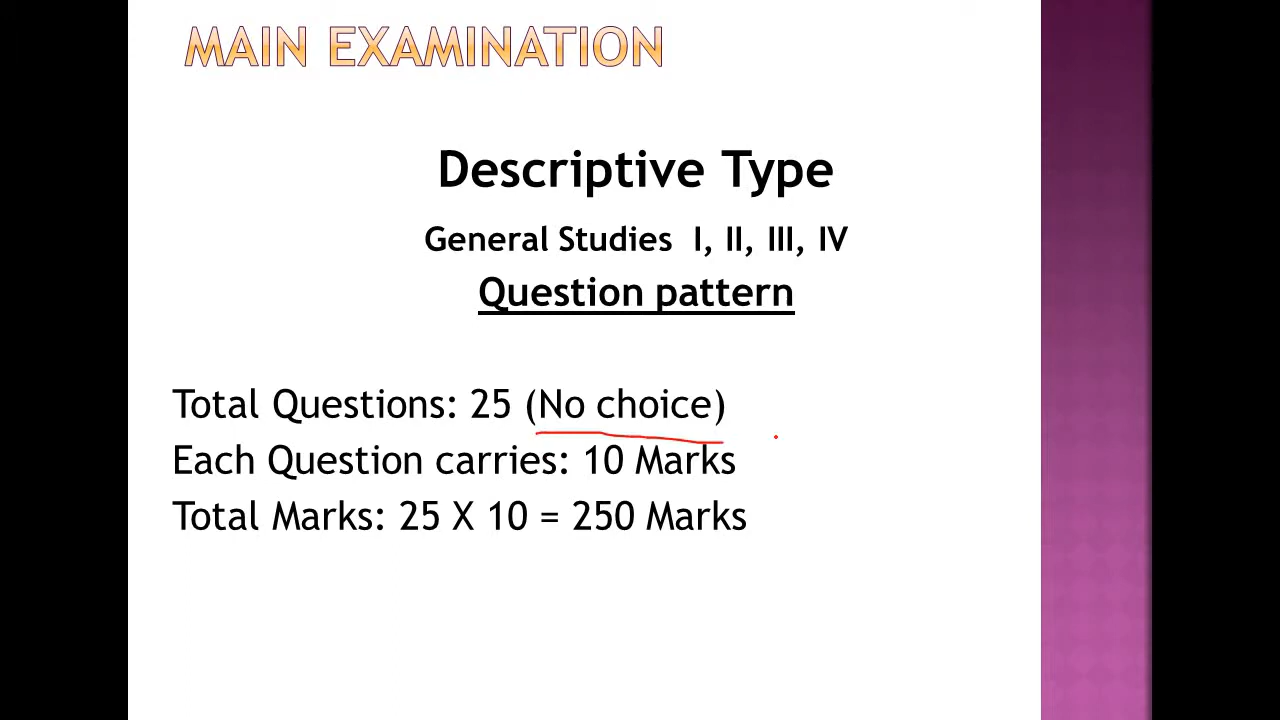 MAIN EXAMINATION
Descriptive Type
General Studies I, II, III, IV
Question pattern
Total Questions: 25 (No choice)
Each Question carries: 10 Marks
Total Marks: 25 X 10 = 250 Marks